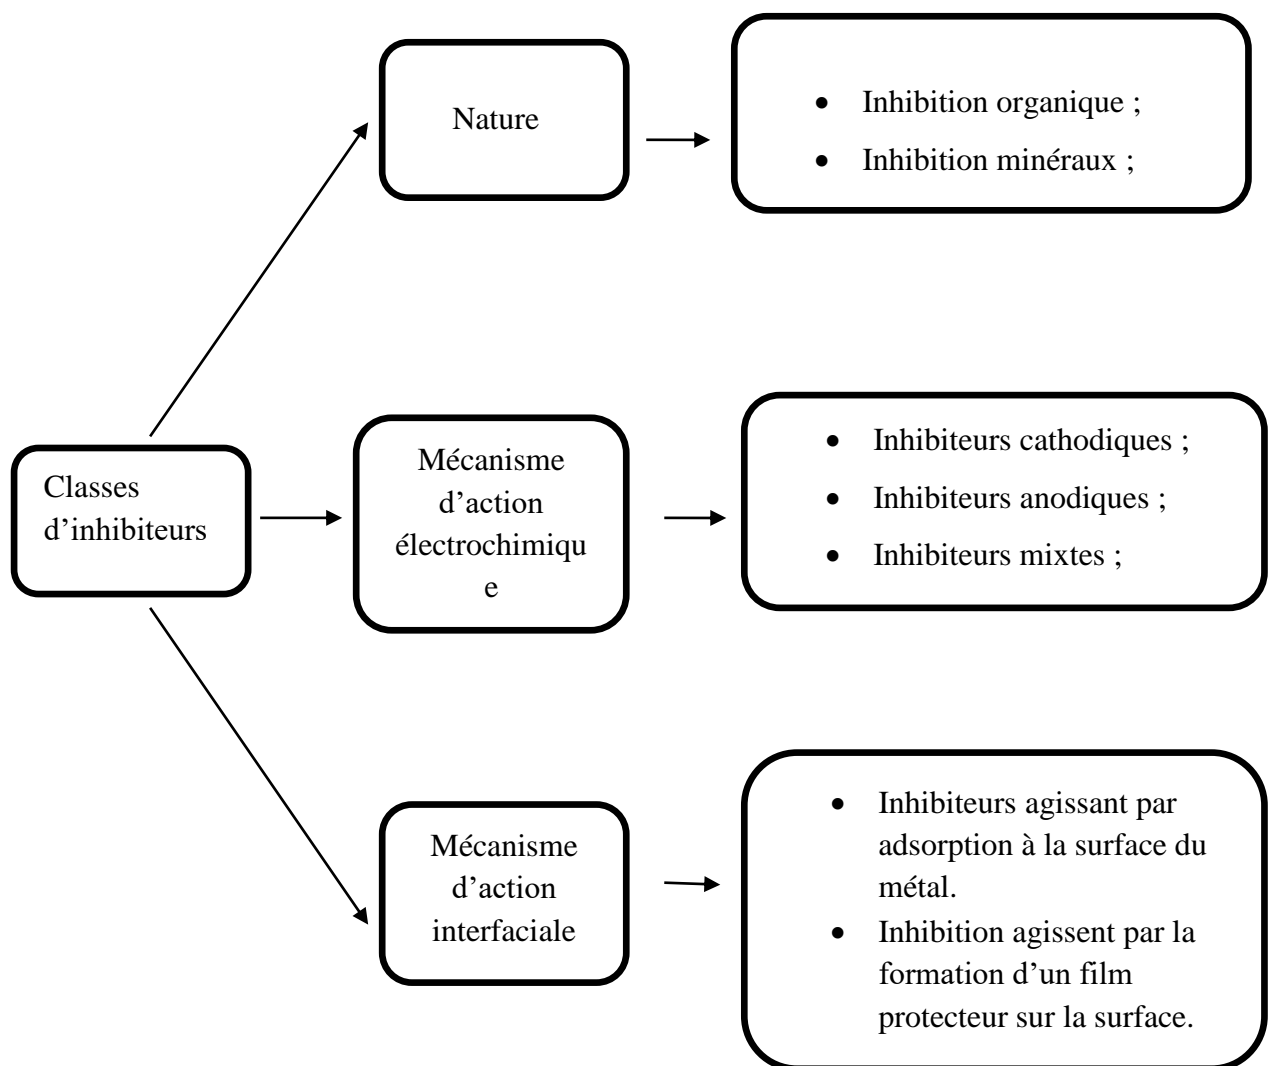 Nature
• Inhibition organique ;
• Inhibition minéraux ;
Classes
d’inhibiteurs
Mécanisme
d’action
électrochimiqu
e
• Inhibiteurs cathodiques ;
• Inhibiteurs anodiques ;
• Inhibiteurs mixtes ;
Mécanisme
d’action
interfaciale
• Inhibiteurs agissant par
adsorption à la surface du
métal.
• Inhibition agissent par la
formation d’un film
protecteur sur la surface.